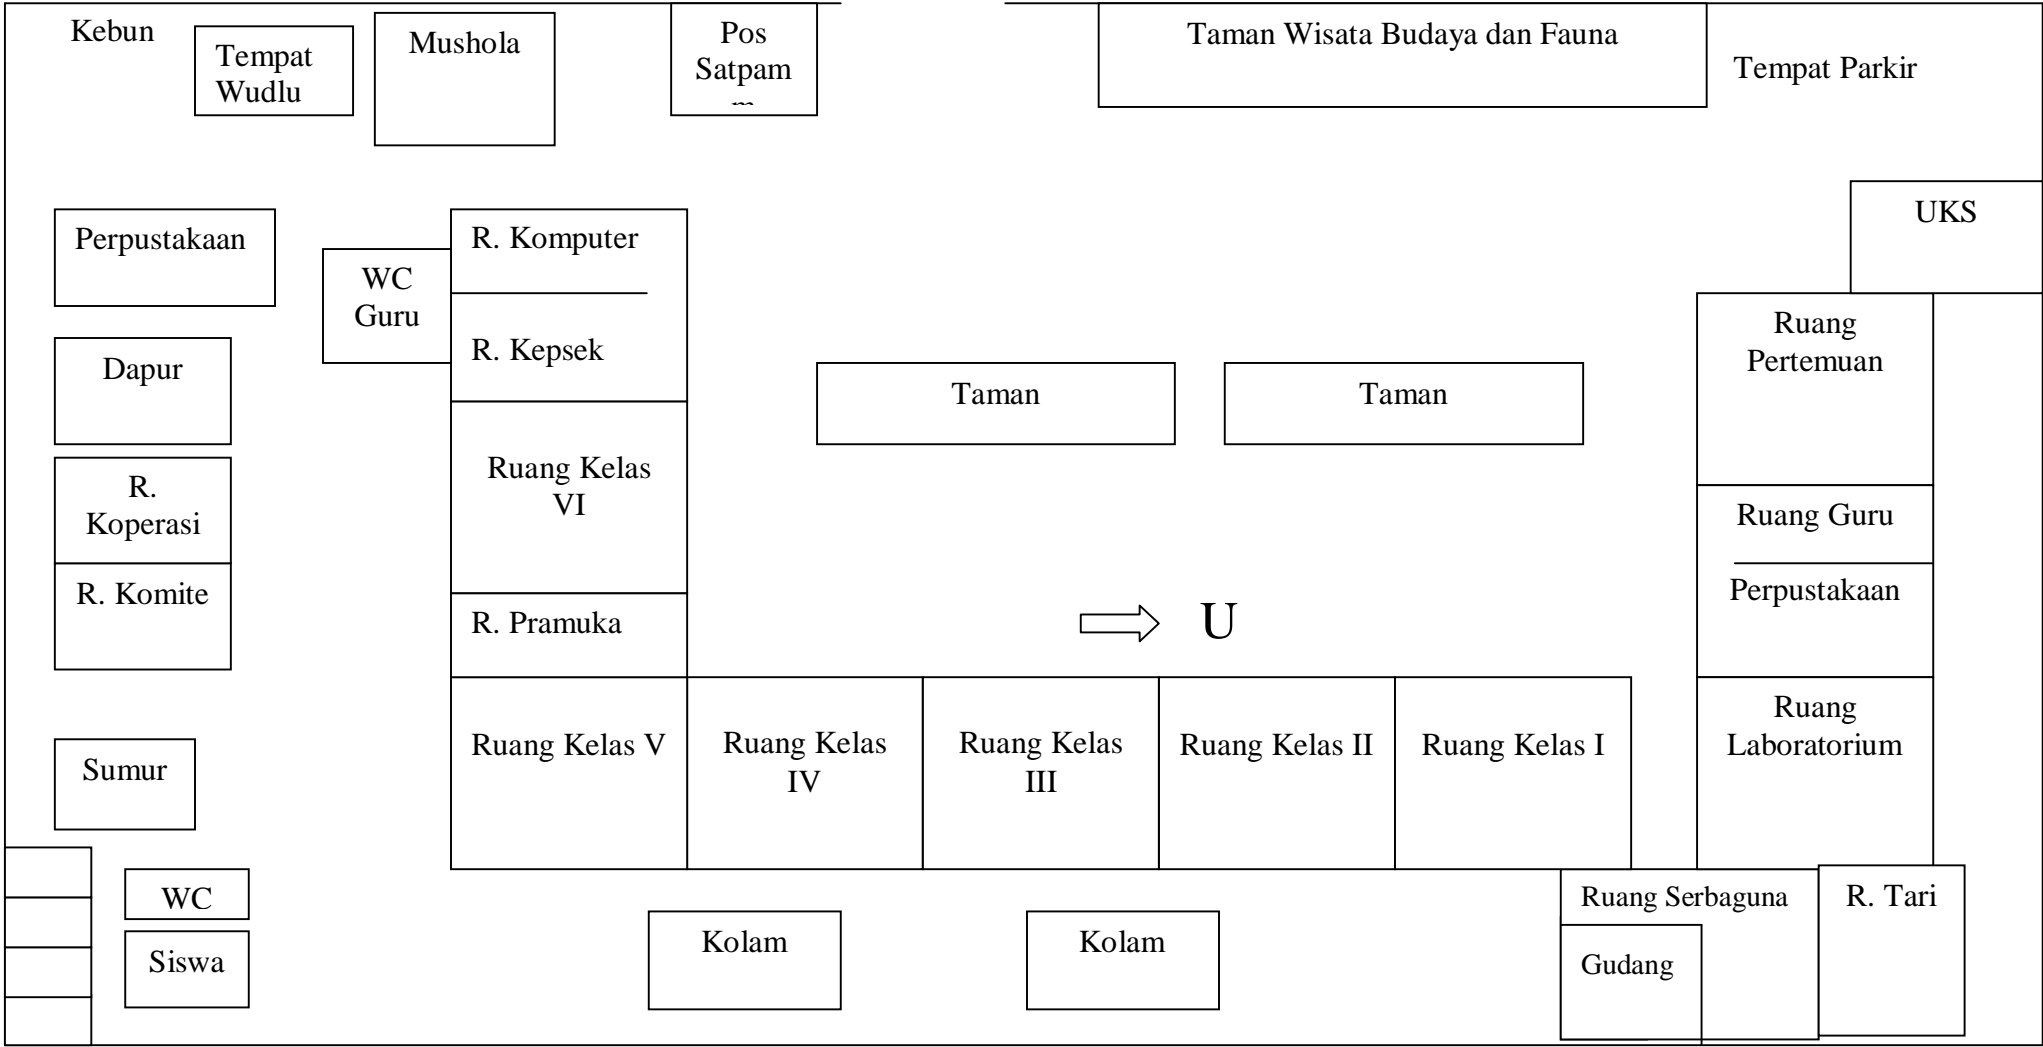 Kebun
Tempat
Wudlu
Mushola
Pos
Satpam
Taman Wisata Budaya dan Fauna
Tempat Parkir
Perpustakaan
WC
Guru
R. Komputer
R. Kepsek
UKS
Dapur
Taman
Taman
Ruang
Pertemuan
R.
Koperasi
Ruang Kelas
VI
Ruang Guru
R. Komite
R. Pramuka
U
Perpustakaan
Sumur
Ruang Kelas V
Ruang Kelas
IV
Ruang Kelas
III
Ruang Kelas II
Ruang Kelas I
Ruang
Laboratorium
WC
Siswa
Kolam
Kolam
Ruang Serbaguna
Gudang
R. Tari